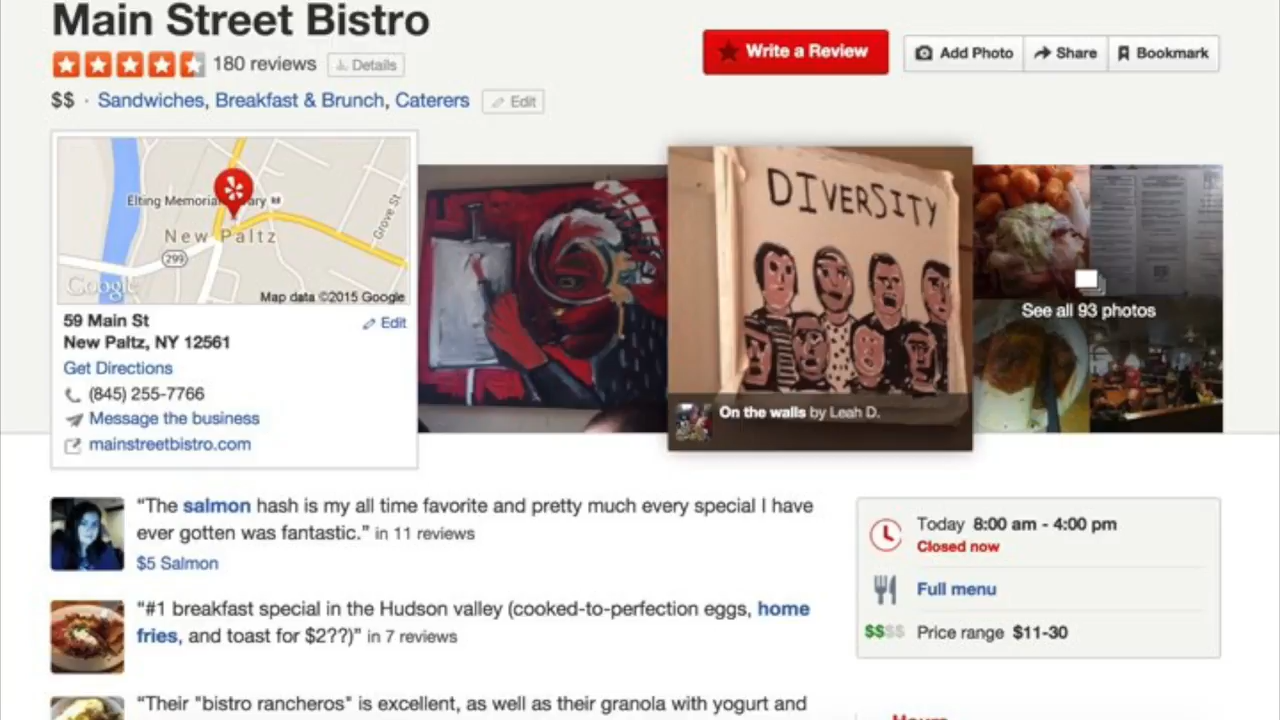 Main Street Bistro
180 reviews Details
$$ · Sandwiches, Breakfast & Brunch, Caterers Edit
Write a Review
Add Photo
Share
Bookmark
Elting Memorial
New Paltz
299
Grove St
Google
Map data ©2015 Google
59 Main St
New Paltz, NY 12561
Edit
Get Directions
(845) 255-7766
Message the business
mainstreetbistro.com
DIVERSITY
On the walls by Leah D.
See all 93 photos
“The salmon hash is my all time favorite and pretty much every special I have
ever gotten was fantastic.” in 11 reviews
$5 Salmon
“#1 breakfast special in the Hudson valley (cooked-to-perfection eggs, home
fries, and toast for $2??)” in 7 reviews
“Their "bistro rancheros" is excellent, as well as their granola with yogurt and
Today 8:00 am - 4:00 pm
Closed now
Full menu
$$$$ Price range $11-30
Hours